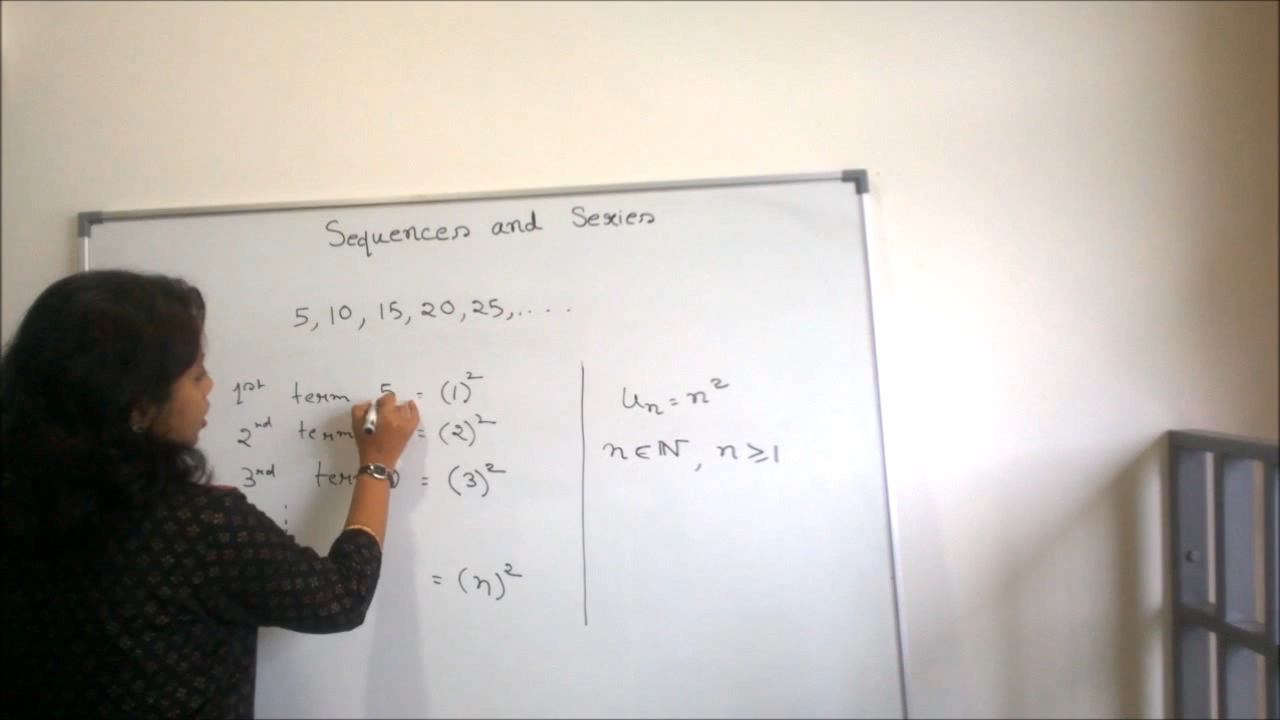 Sequences and Series
5, 10, 15, 20, 25, ....
1st term 5 = (1)²
2nd term = (2)²
3rd = (3)²
= (n)²
uₙ = n²
n ∈ ℕ, n ≥ 1